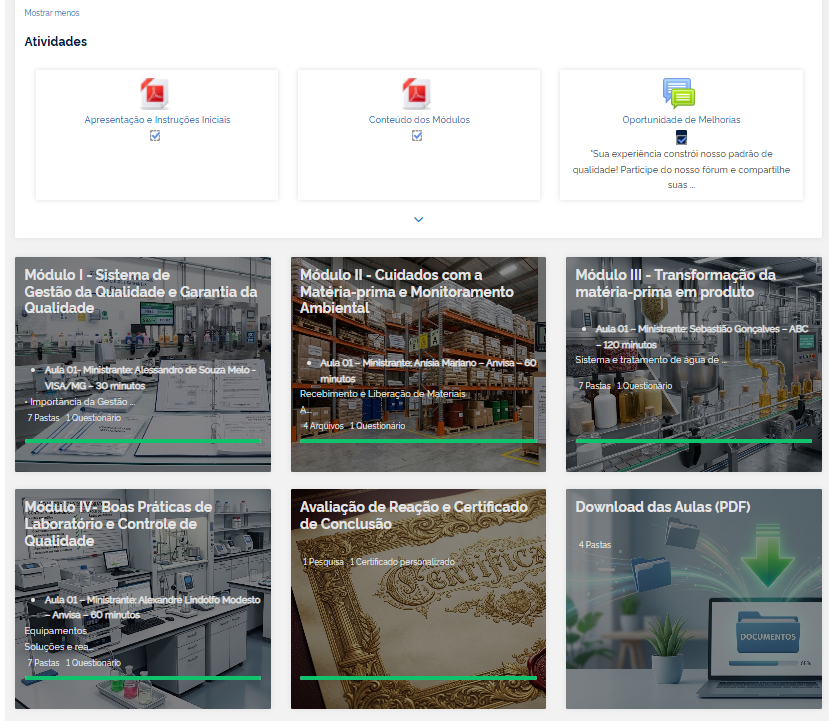 Mostrar menos
Atividades
Apresentação e Instruções Iniciais
Conteúdo dos Módulos
Oportunidade de Melhorias
"Sua experiência constrói nosso padrão de
qualidade! Participe do nosso fórum e compartilhe
suas ...
Módulo I - Sistema de
Gestão da Qualidade e Garantia da
Qualidade
Aula 01- Ministrante: Alessandro de Souza Melo -
VISA/MG – 30 minutos
- Importância da Gestão ...
7 Pastas 1 Questionário
Módulo II - Cuidados com a
Matéria-prima e Monitoramento
Ambiental
Aula 01 – Ministrante: Anísia Mariano – Anvisa – 60
minutos
Recebimento e Liberação de Materiais
A...
4 Arquivos 1 Questionário
Módulo III - Transformação da
matéria-prima em produto
Aula 01 – Ministrante: Sebastião Gonçalves – ABC
– 120 minutos
Sistema e tratamento de água de ...
7 Pastas 1 Questionário
Módulo IV- Boas Práticas de
Laboratório e Controle de
Qualidade
Aula 01 – Ministrante: Alexandre Lindolfo Modesto
– Anvisa – 60 minutos
Equipamentos
Soluções e rea...
7 Pastas 1 Questionário
Avaliação de Reação e Certificado
de Conclusão
1 Pesquisa 1 Certificado personalizado
Certifica
Download das Aulas (PDF)
4 Pastas
DOCUMENTOS